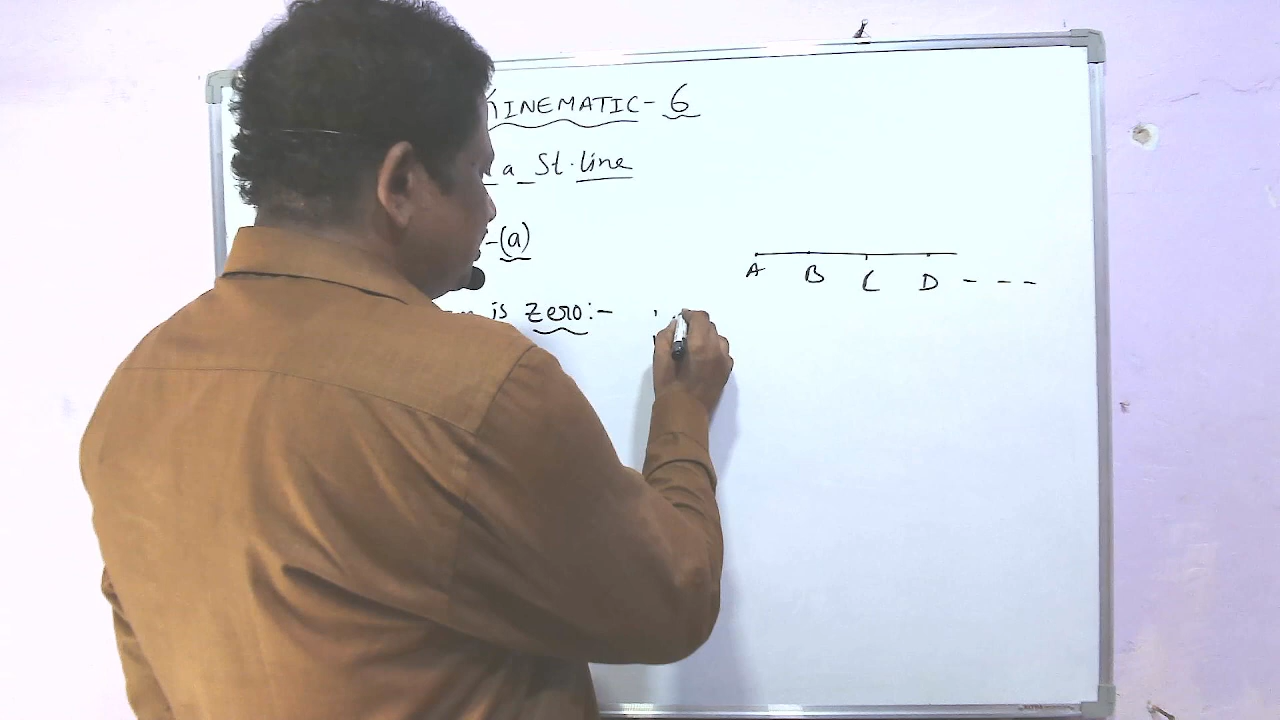 KINEMATIC-6
a St. line
-(a)
is zero:-
A B C D - - -